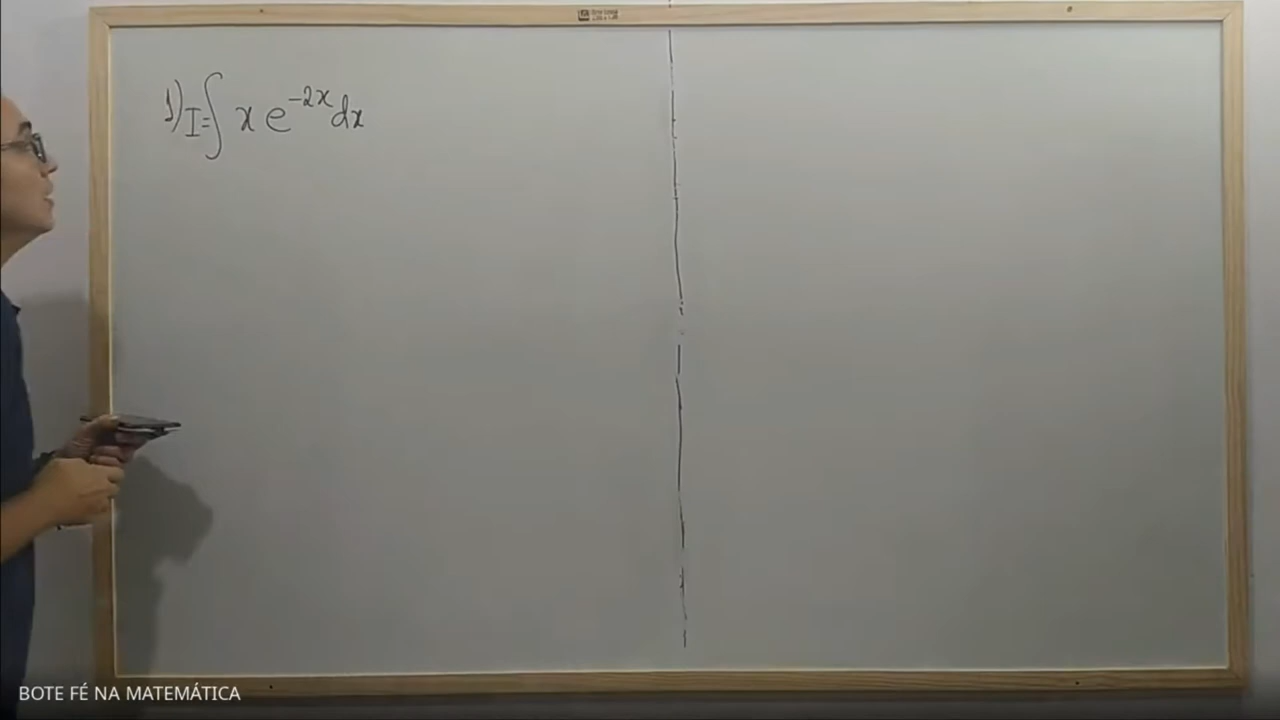 1) I = ∫ x e^{-2x} dx
BOTE FÉ NA MATEMÁTICA